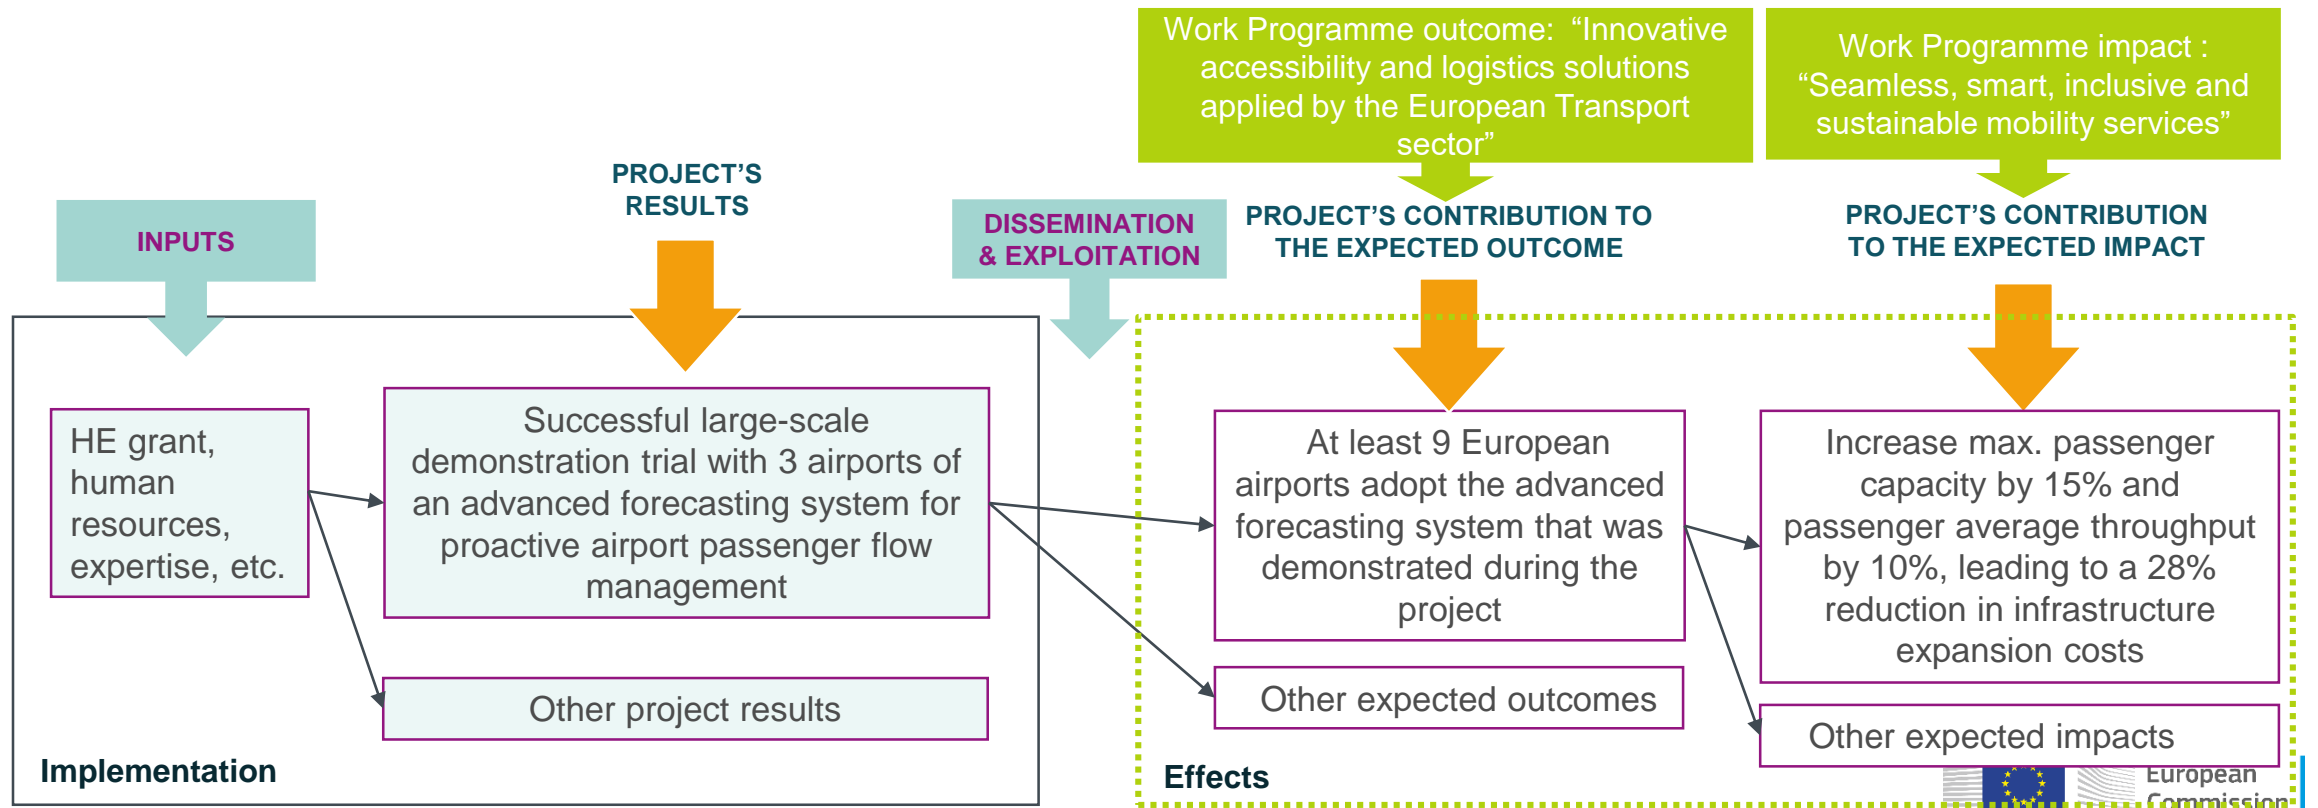 Work Programme outcome: “Innovative
accessibility and logistics solutions
applied by the European Transport
sector”
Work Programme impact :
“Seamless, smart, inclusive and
sustainable mobility services”
INPUTS
PROJECT’S
RESULTS
DISSEMINATION
& EXPLOITATION
PROJECT’S CONTRIBUTION TO
THE EXPECTED OUTCOME
PROJECT’S CONTRIBUTION
TO THE EXPECTED IMPACT
HE grant,
human
resources,
expertise, etc.
Successful large-scale
demonstration trial with 3 airports of
an advanced forecasting system for
proactive airport passenger flow
management
Other project results
Implementation
At least 9 European
airports adopt the advanced
forecasting system that was
demonstrated during the
project
Other expected outcomes
Increase max. passenger
capacity by 15% and
passenger average throughput
by 10%, leading to a 28%
reduction in infrastructure
expansion costs
Other expected impacts
Effects
European
Commission